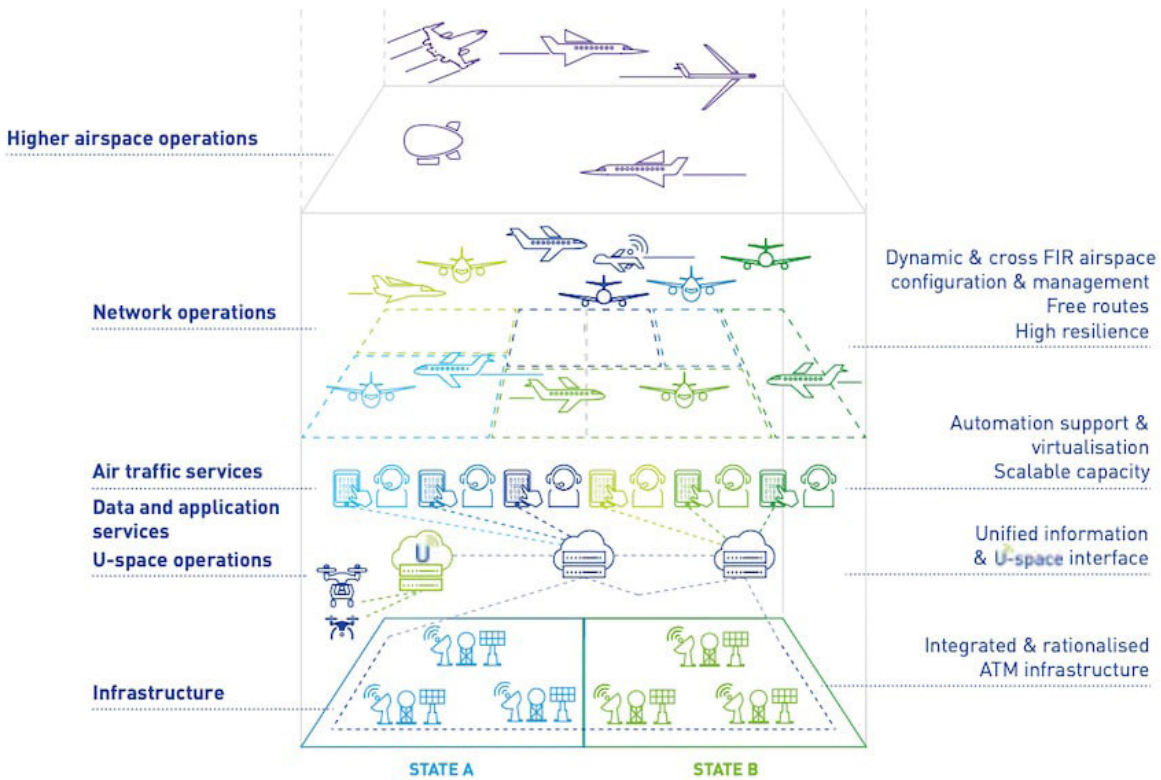 Higher airspace operations
Network operations
Dynamic & cross FIR airspace
configuration & management
Free routes
High resilience
Air traffic services
Automation support &
virtualisation
Scalable capacity
Data and application
services
U-space operations
U
Unified information
& U-space interface
Infrastructure
Integrated & rationalised
ATM infrastructure
STATE A
STATE B